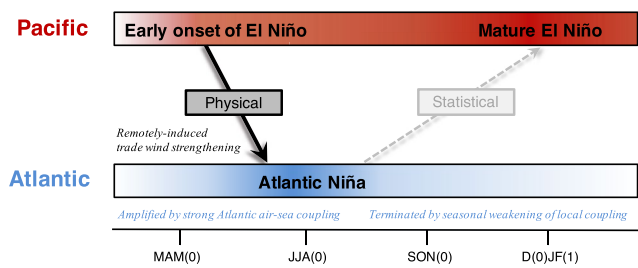 Pacific
Early onset of El Niño
Mature El Niño
Physical
Statistical
Remotely-induced
trade wind strengthening
Atlantic
Atlantic Niña
Amplified by strong Atlantic air-sea coupling
Terminated by seasonal weakening of local coupling
MAM(0)
JJA(0)
SON(0)
D(0)JF(1)